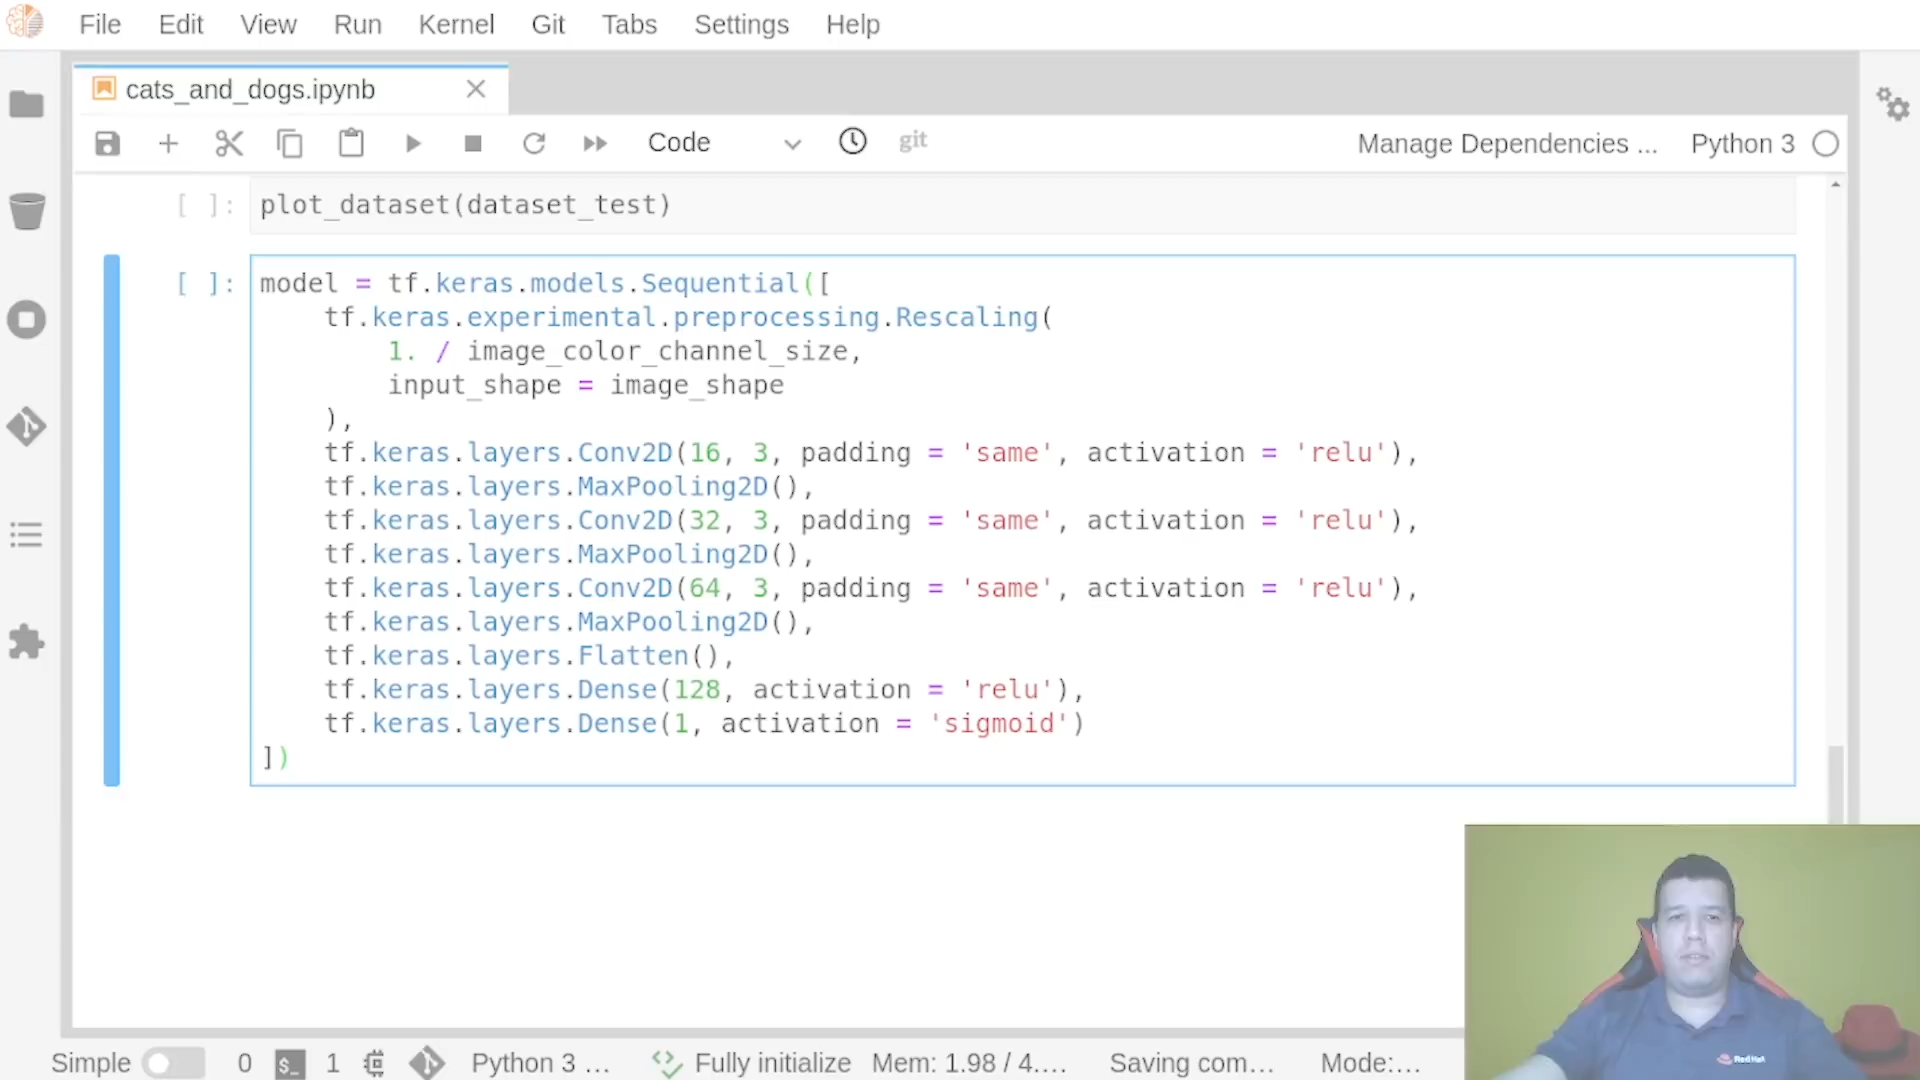 File Edit View Run Kernel Git Tabs Settings Help
cats_and_dogs.ipynb
Code git Manage Dependencies ... Python 3
[ ]: plot_dataset(dataset_test)
[ ]: model = tf.keras.models.Sequential([
tf.keras.experimental.preprocessing.Rescaling(
1. / image_color_channel_size,
input_shape = image_shape
),
tf.keras.layers.Conv2D(16, 3, padding = 'same', activation = 'relu'),
tf.keras.layers.MaxPooling2D(),
tf.keras.layers.Conv2D(32, 3, padding = 'same', activation = 'relu'),
tf.keras.layers.MaxPooling2D(),
tf.keras.layers.Conv2D(64, 3, padding = 'same', activation = 'relu'),
tf.keras.layers.MaxPooling2D(),
tf.keras.layers.Flatten(),
tf.keras.layers.Dense(128, activation = 'relu'),
tf.keras.layers.Dense(1, activation = 'sigmoid')
])
Red Hat
Simple 0 $_ 1 Python 3 ... Fully initialize Mem: 1.98 / 4.... Saving com... Mode:...